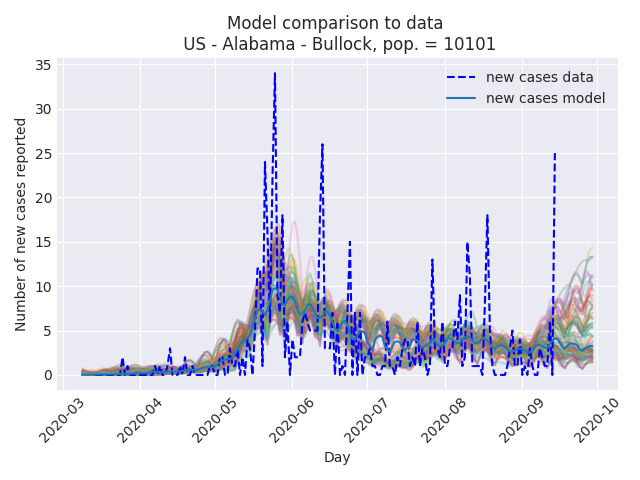 Model comparison to data
US - Alabama - Bullock, pop. = 10101
new cases data
new cases model
Number of new cases reported
35
30
25
20
15
10
5
0
2020-03
2020-04
2020-05
2020-06
2020-07
2020-08
2020-09
2020-10
Day